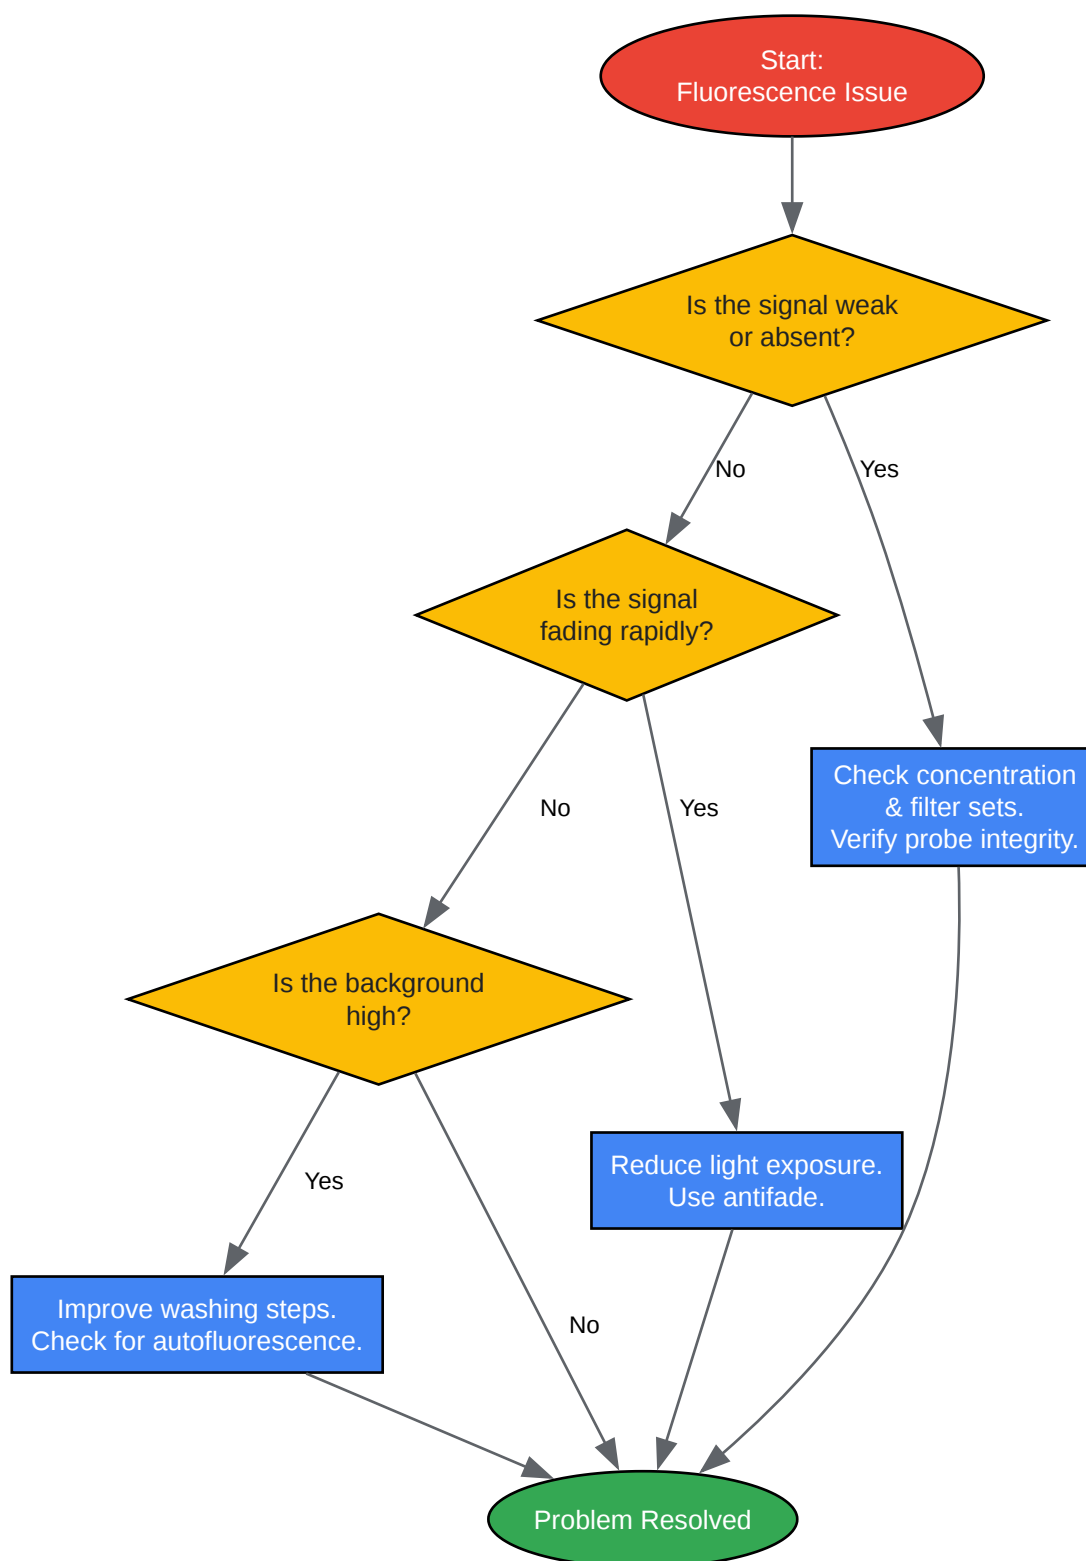 Start:
Fluorescence Issue
Is the signal weak
or absent?
No
Yes
Is the signal
fading rapidly?
Check concentration
& filter sets.
Verify probe integrity.
No
Yes
Is the background
high?
Reduce light exposure.
Use antifade.
Yes
Improve washing steps.
Check for autofluorescence.
No
Problem Resolved